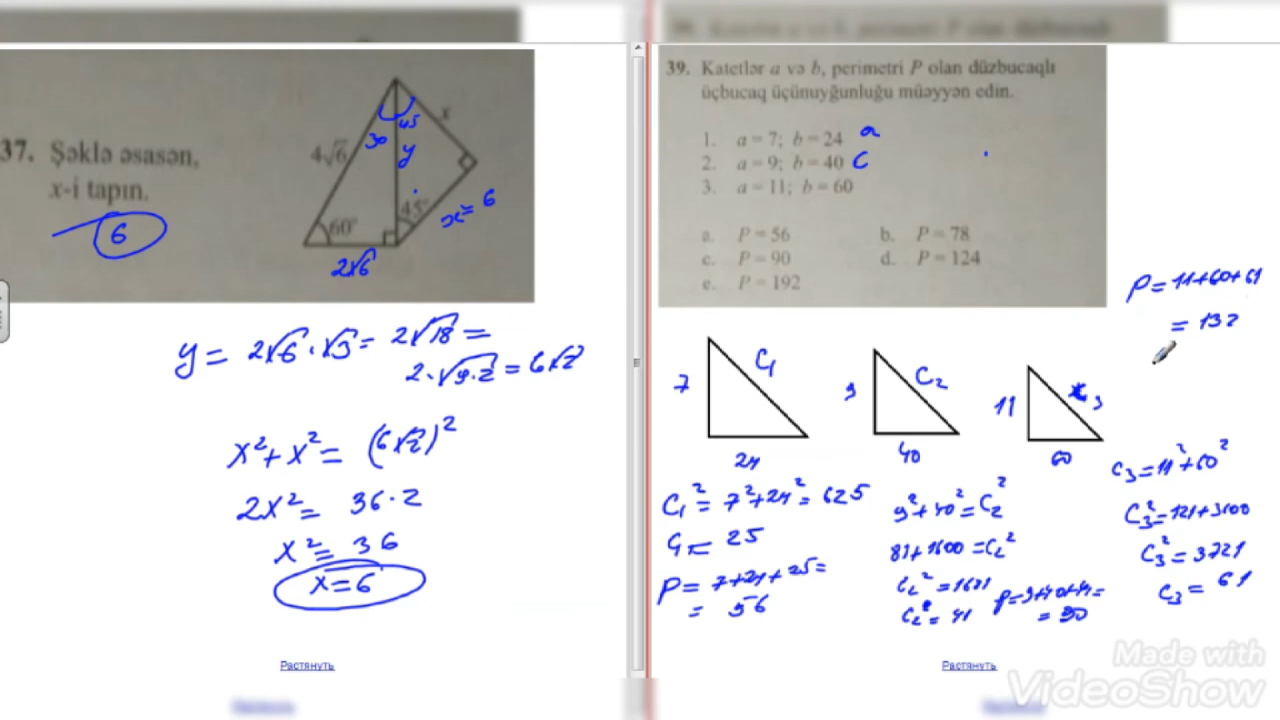 37. Şəklə əsasən,
x-i tapın.
6
4√6
30
45
x
y
60°
45°
x = 6
2√6
y = 2√6 · √3 = 2√18 =
2·√9·2 = 6√2
x² + x² = (6√2)²
2x² = 36·2
x² = 36
x = 6
Растянуть
39. Katetlər a və b, perimetri P olan düzbucaqlı
üçbucaq üçünuyğunluğu müəyyən edin.
1. a = 7; b = 24 a
2. a = 9; b = 40 c
3. a = 11; b = 60
a. P = 56 b. P = 78
c. P = 90 d. P = 124
e. P = 192
P = 11+60+61
= 132
7
C₁
24
9
C₂
40
11
60
C₁² = 7²+24² = 625
C₁ = 25
P = 7+24+25 =
= 56
9²+40² = C₂²
81+1600 = C₂²
C₂² = 1681
C₂ = 41
P = 9+40+41 =
= 90
C₃ = 11²+60²
C₃² = 121+3600
C₃² = 3721
C₃ = 61
Растянуть
Made with
VideoShow